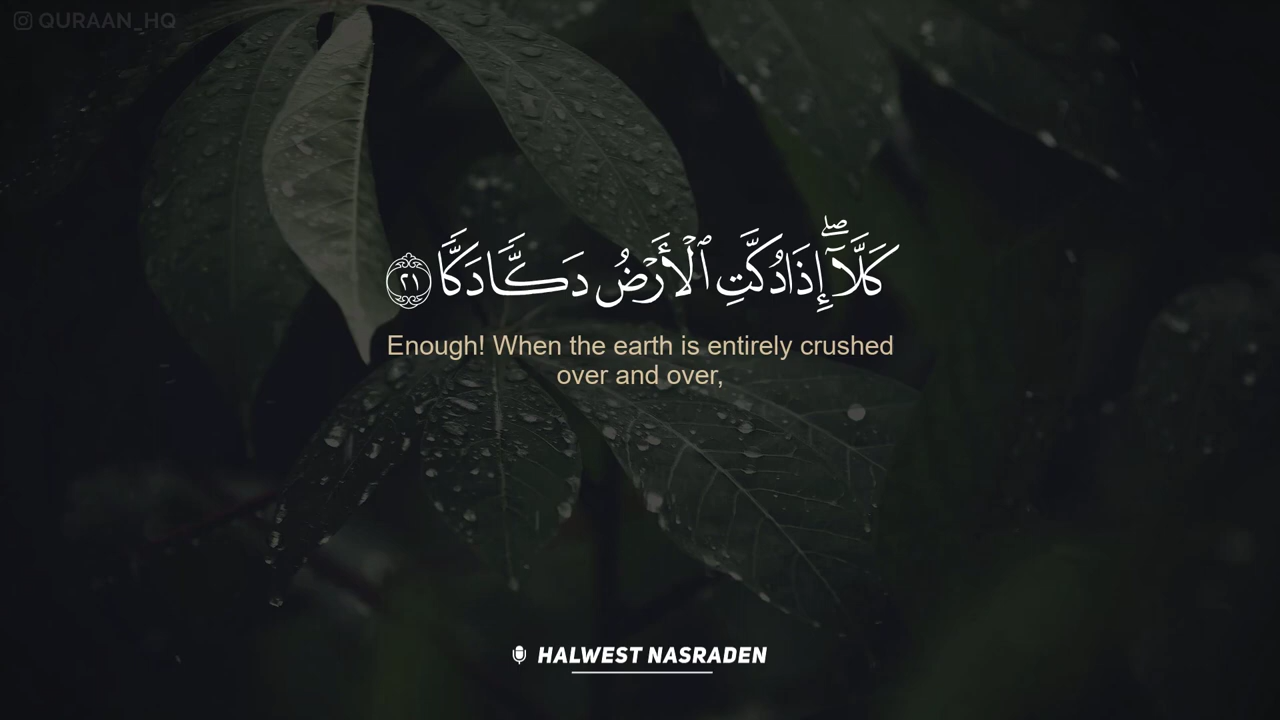 QURAAN_HQ
كَلَّآۖ إِذَا دُكَّتِ ٱلْأَرْضُ دَكًّا دَكًّا ٢١
Enough! When the earth is entirely crushed
over and over,
HALWEST NASRADEN